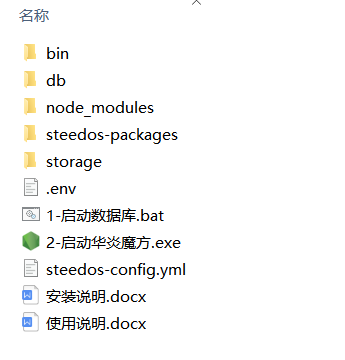 名称
bin
db
node_modules
steedos-packages
storage
.env
1-启动数据库.bat
2-启动华炎魔方.exe
steedos-config.yml
安装说明.docx
使用说明.docx